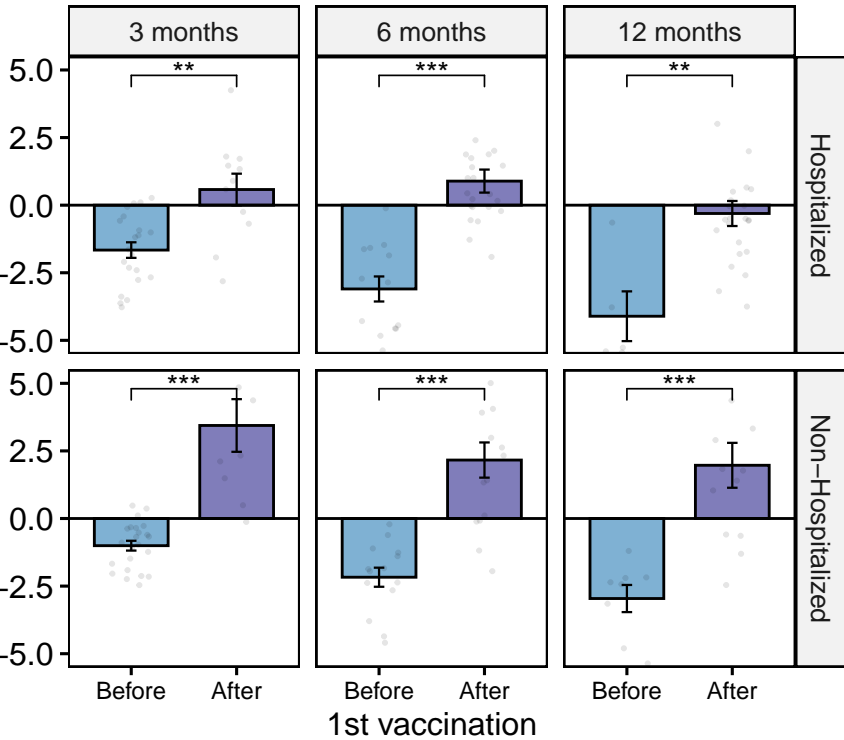 3 months 6 months 12 months
5.0 ** *** ** Hospitalized
2.5
0.0
−2.5
−5.0
5.0 *** *** *** Non−Hospitalized
2.5
0.0
−2.5
−5.0
Before After Before After Before After
1st vaccination